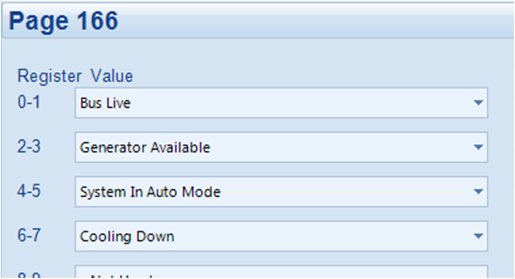 Page 166
Register Value
0-1 Bus Live
2-3 Generator Available
4-5 System In Auto Mode
6-7 Cooling Down